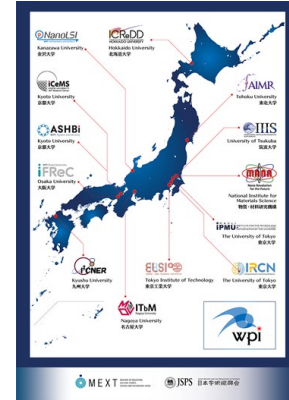 NanoLSI
Kanazawa University
金沢大学
ICReDD
HOKKAIDO UNIVERSITY
Hokkaido University
北海道大学
iCeMS
Kyoto University
京都大学
AIMR
Tohoku University
東北大学
ASHBi
Kyoto University
京都大学
IIIS
University of Tsukuba
筑波大学
iFReC
Osaka University
大阪大学
MANA
National Institute for
Materials Science
物質・材料研究機構
IPMU
The University of Tokyo
東京大学
I²CNER
Kyushu University
九州大学
ELSI
Tokyo Institute of Technology
東京工業大学
IRCN
The University of Tokyo
東京大学
ITbM
Nagoya University
名古屋大学
wpi
MEXT
JSPS
日本学術振興会